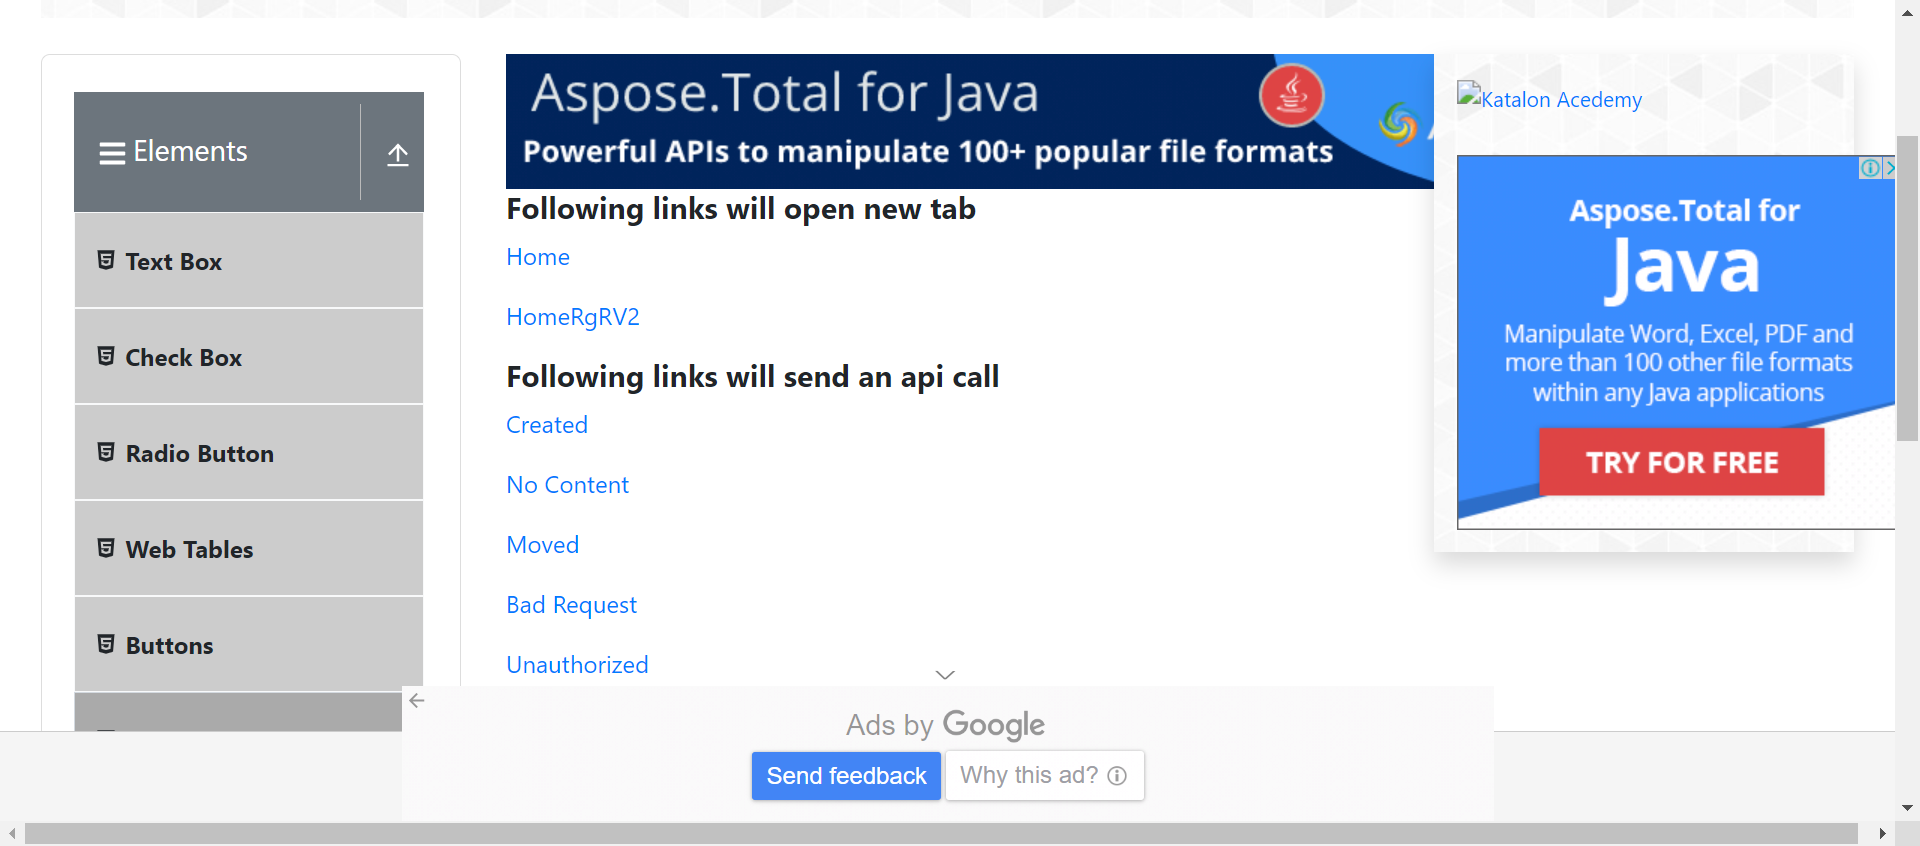 Elements
Text Box
Check Box
Radio Button
Web Tables
Buttons
Aspose.Total for Java
Powerful APIs to manipulate 100+ popular file formats
Following links will open new tab
Home
HomeRgRV2
Following links will send an api call
Created
No Content
Moved
Bad Request
Unauthorized
Katalon Acedemy
Aspose.Total for
Java
Manipulate Word, Excel, PDF and
more than 100 other file formats
within any Java applications
TRY FOR FREE
Ads by Google
Send feedback
Why this ad?